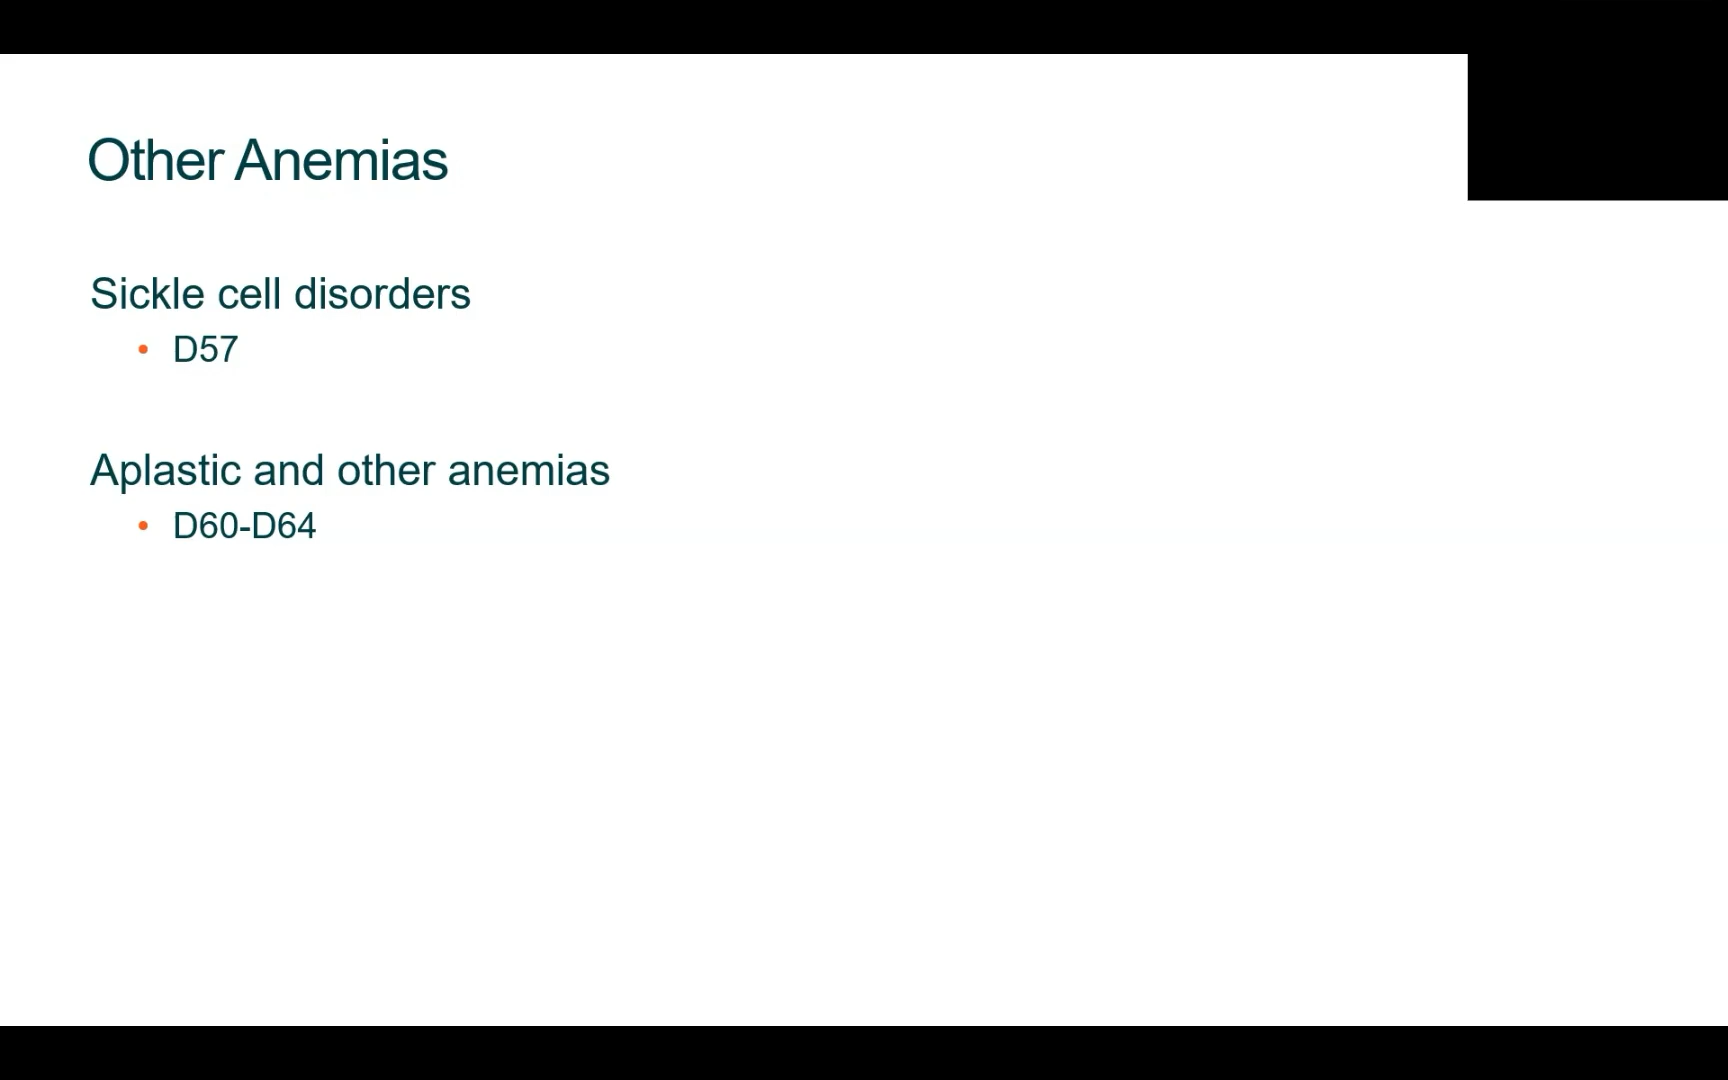 Other Anemias
Sickle cell disorders
• D57
Aplastic and other anemias
• D60-D64